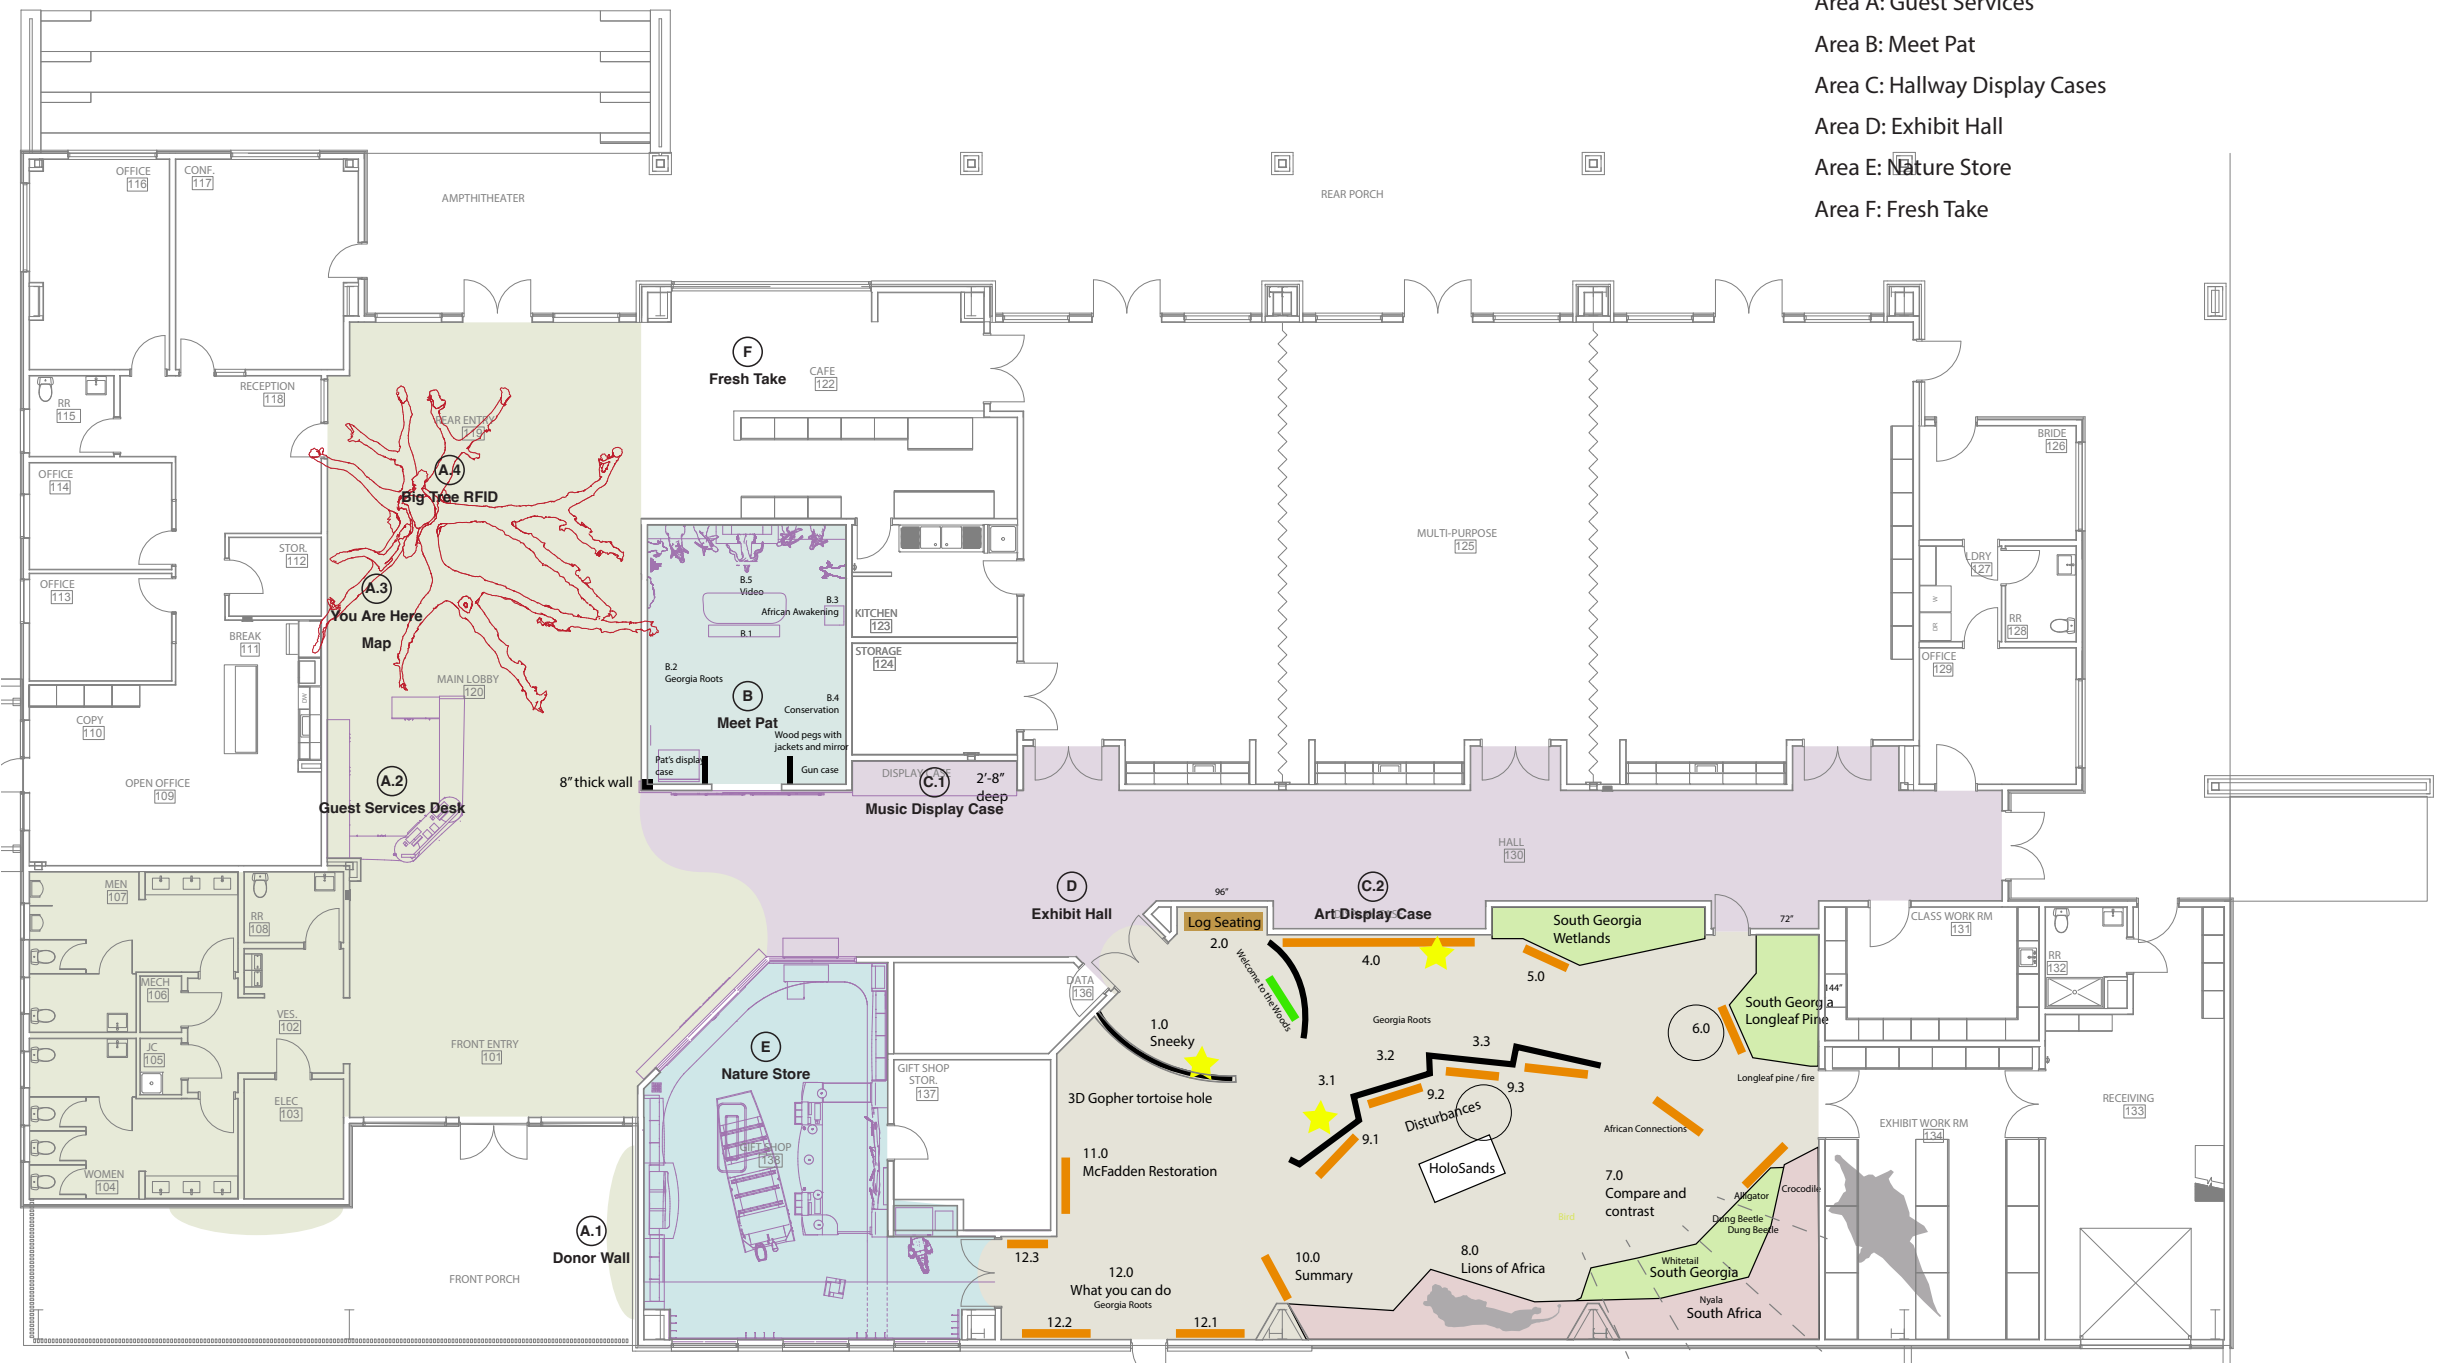 Area A: Guest Services
Area B: Meet Pat
Area C: Hallway Display Cases
Area D: Exhibit Hall
Area E: Nature Store
Area F: Fresh Take
OFFICE
116
CONF.
117
AMPTHITHEATER
REAR PORCH
RECEPTION
118
RR
115
OFFICE
114
OFFICE
113
STOR.
112
BREAK
111
DW
COPY
110
OPEN OFFICE
109
REAR ENTRY
119
A.4
Big Tree RFID
A.3
You Are Here
Map
MAIN LOBBY
120
A.2
Guest Services Desk
F
Fresh Take
CAFE
122
B.5
Video
B.3
African Awakening
B.1
B.2
Georgia Roots
B
Meet Pat
B.4
Conservation
Wood pegs with
jackets and mirror
Pat's display
case
Gun case
8" thick wall
KITCHEN
123
STORAGE
124
DISPLAY CASE
C.1
Music Display Case
2'-8"
deep
MULTI-PURPOSE
125
BRIDE
126
LDRY
127
W
DR
RR
128
OFFICE
129
HALL
130
D
Exhibit Hall
96"
C.2
Art Display Case
72"
MEN
107
RR
108
MECH
106
VES.
102
JC
105
ELEC
103
WOMEN
104
FRONT ENTRY
101
A.1
Donor Wall
FRONT PORCH
E
Nature Store
GIFT SHOP
138
DATA
136
GIFT SHOP
STOR.
137
Log Seating
2.0
Welcome to the Woods
1.0
Sneeky
3D Gopher tortoise hole
4.0
5.0
South Georgia
Wetlands
Georgia Roots
3.1
3.2
3.3
9.1
9.2
9.3
Disturbances
HoloSands
6.0
South Georgia
Longleaf Pine
144"
Longleaf pine / fire
African Connections
7.0
Compare and
contrast
Bird
Alligator
Crocodile
Dung Beetle
Dung Beetle
Whitetail
South Georgia
Nyala
South Africa
8.0
Lions of Africa
10.0
Summary
11.0
McFadden Restoration
12.0
What you can do
Georgia Roots
12.3
12.2
12.1
CLASS WORK RM
131
RR
132
RECEIVING
133
EXHIBIT WORK RM
134